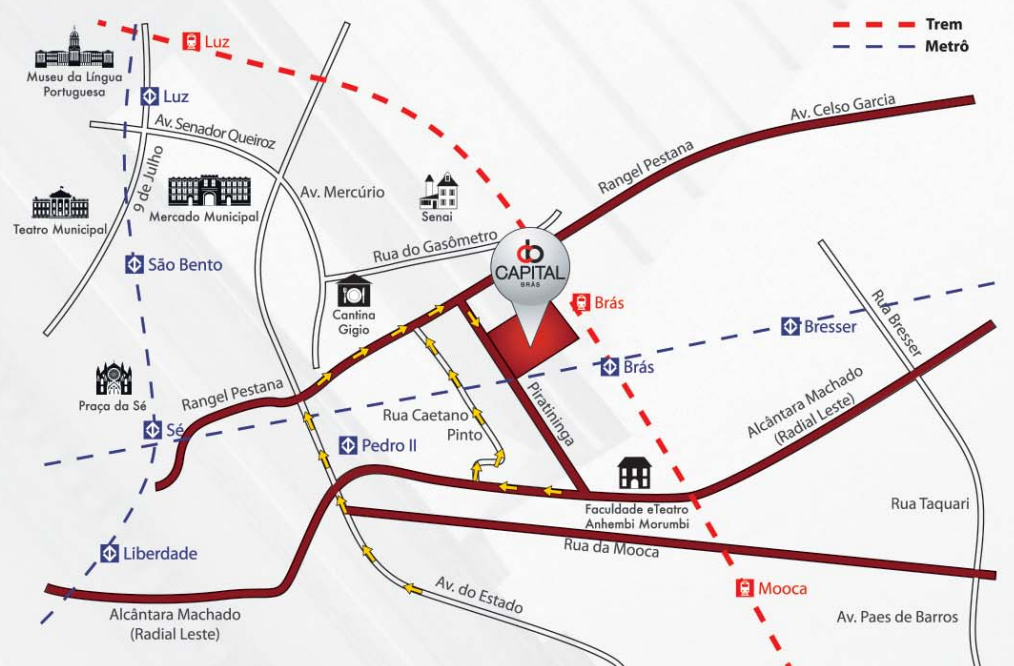 Trem
Metrô
Luz
Museu da Língua
Portuguesa
Luz
Av. Celso Garcia
Av. Senador Queiroz
Rangel Pestana
9 de Julho
Av. Mercúrio
Mercado Municipal
Senai
Teatro Municipal
Rua do Gasômetro
São Bento
CAPITAL
BRÁS
Cantina
Gigio
Brás
Bresser
Rua Bresser
Brás
Rangel Pestana
Praça da Sé
Rua Caetano
Pinto
Piratininga
Alcântara Machado
(Radial Leste)
Sé
Pedro II
Faculdade eTeatro
Anhembi Morumbi
Rua Taquari
Rua da Mooca
Liberdade
Mooca
Av. do Estado
Alcântara Machado
(Radial Leste)
Av. Paes de Barros